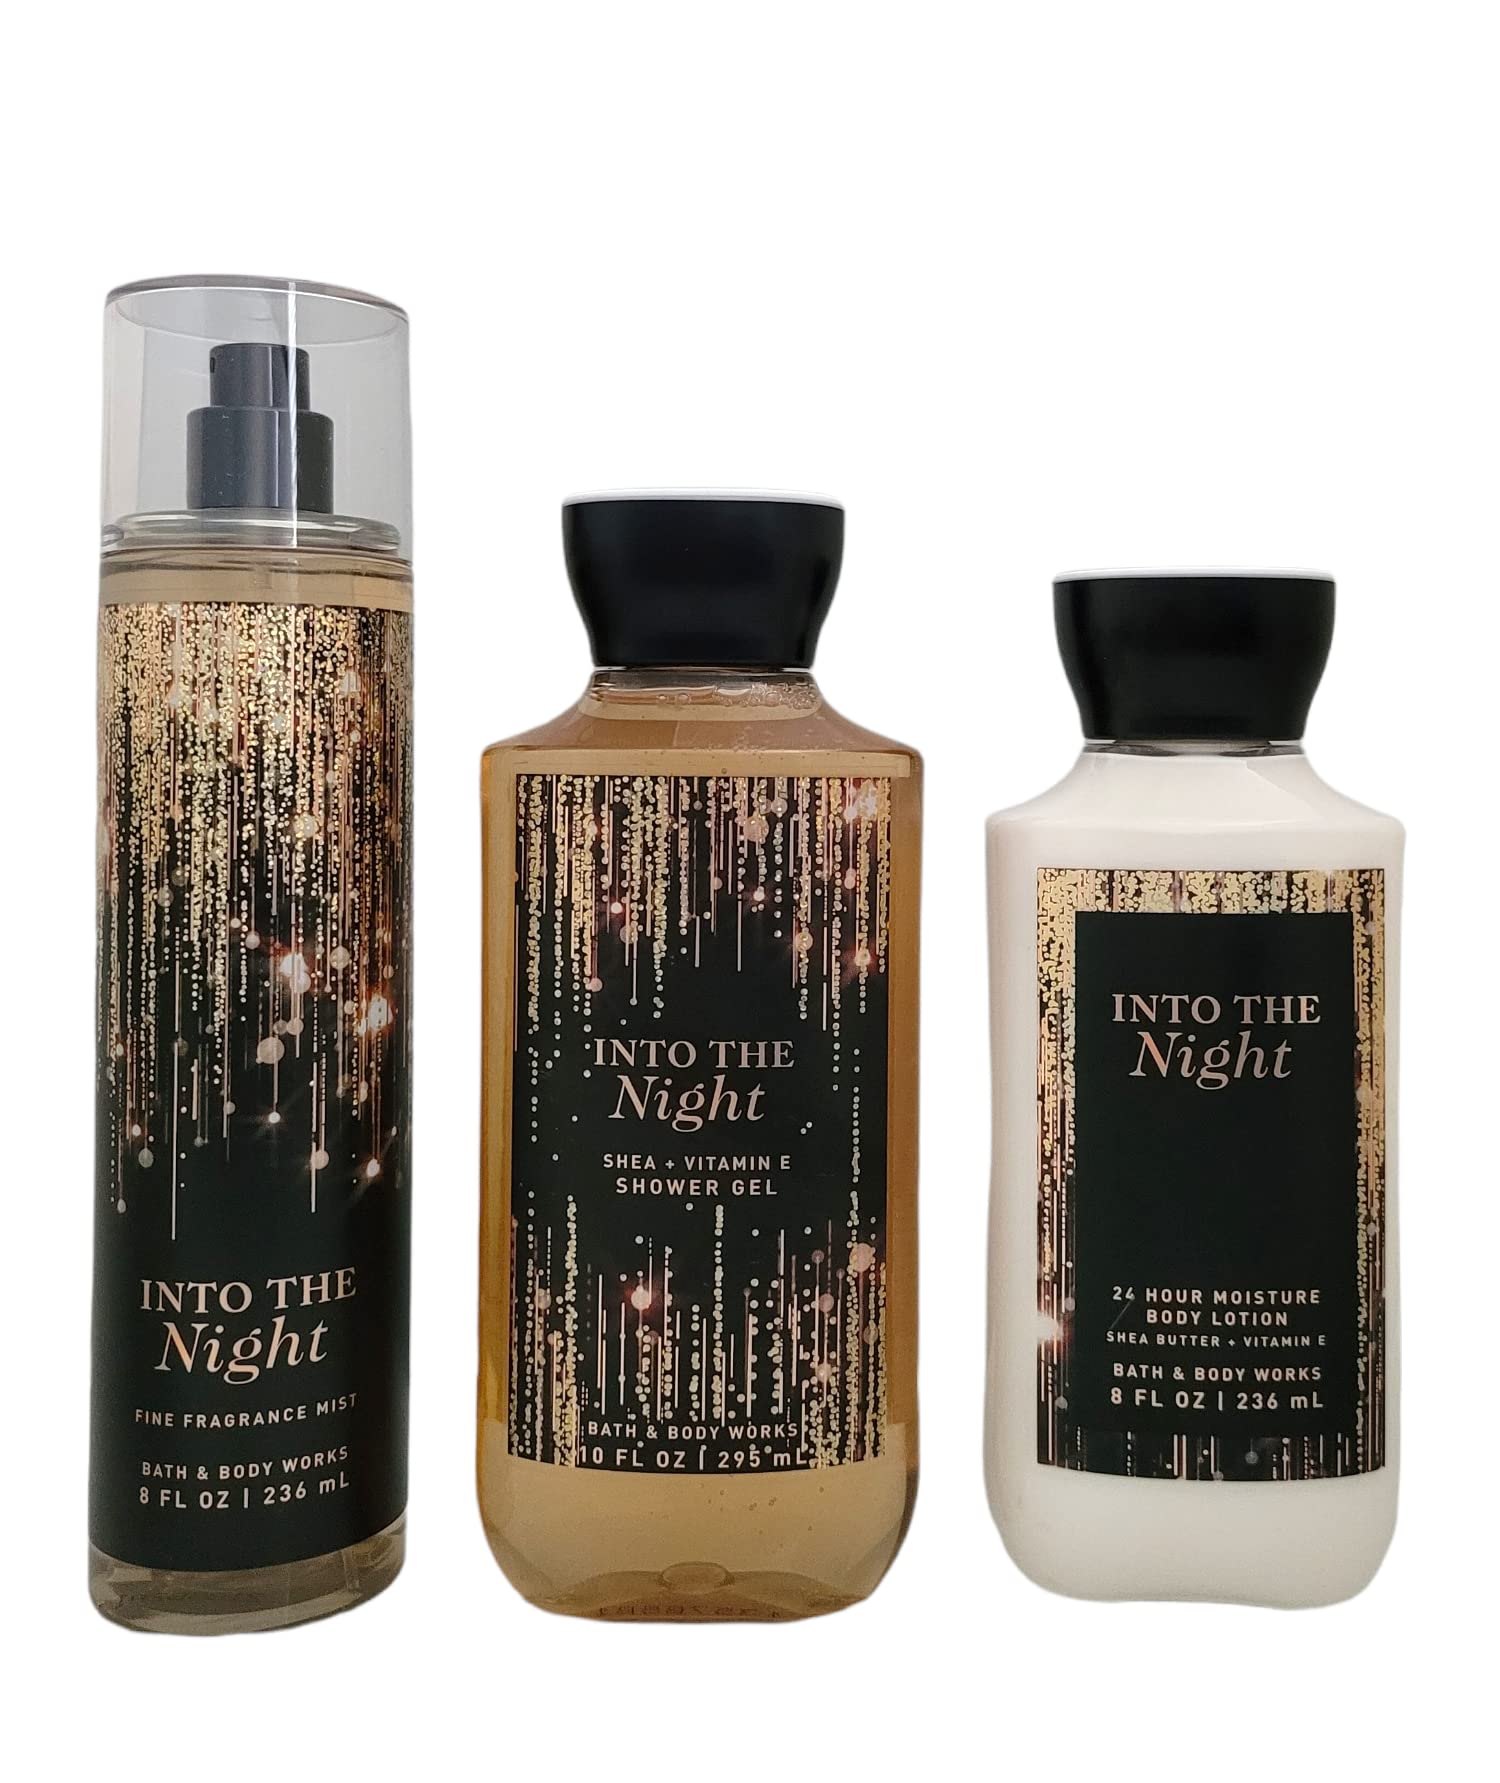 INTO THE
Night
FINE FRAGRANCE MIST
BATH & BODY WORKS
8 FL OZ | 236 mL
INTO THE
Night
SHEA + VITAMIN E
SHOWER GEL
BATH & BODY WORKS
10 FL OZ | 295 mL
INTO THE
Night
24 HOUR MOISTURE
BODY LOTION
SHEA BUTTER + VITAMIN E
BATH & BODY WORKS
8 FL OZ | 236 mL